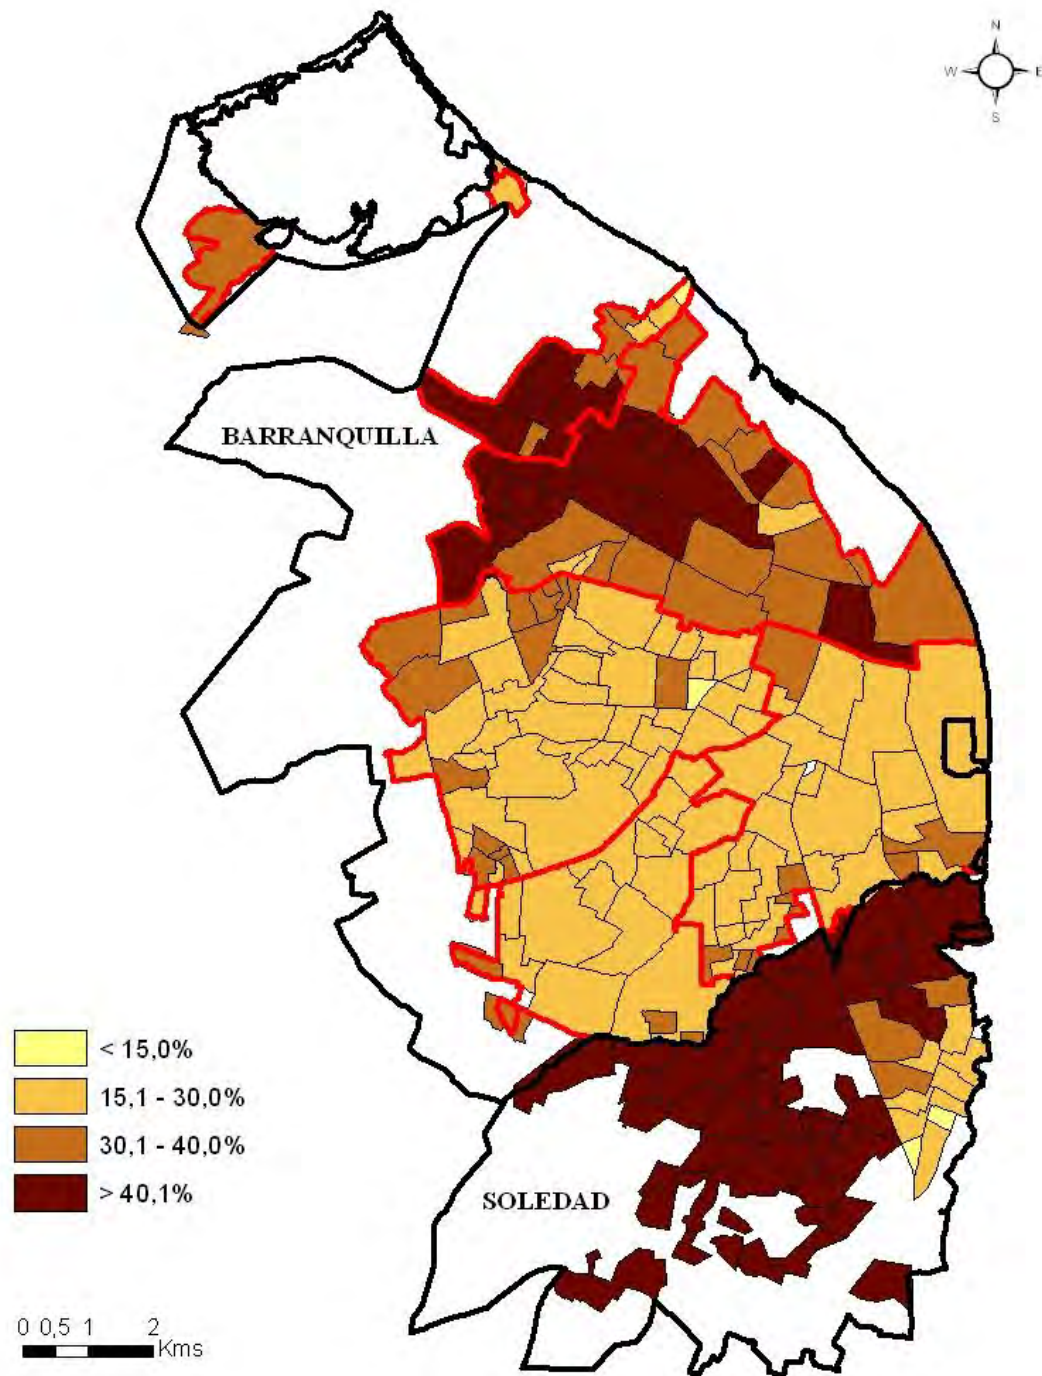 N
W E
S
BARRANQUILLA
< 15,0%
15,1 - 30,0%
30,1 - 40,0%
> 40,1%
SOLEDAD
0 0,5 1 2
Kms